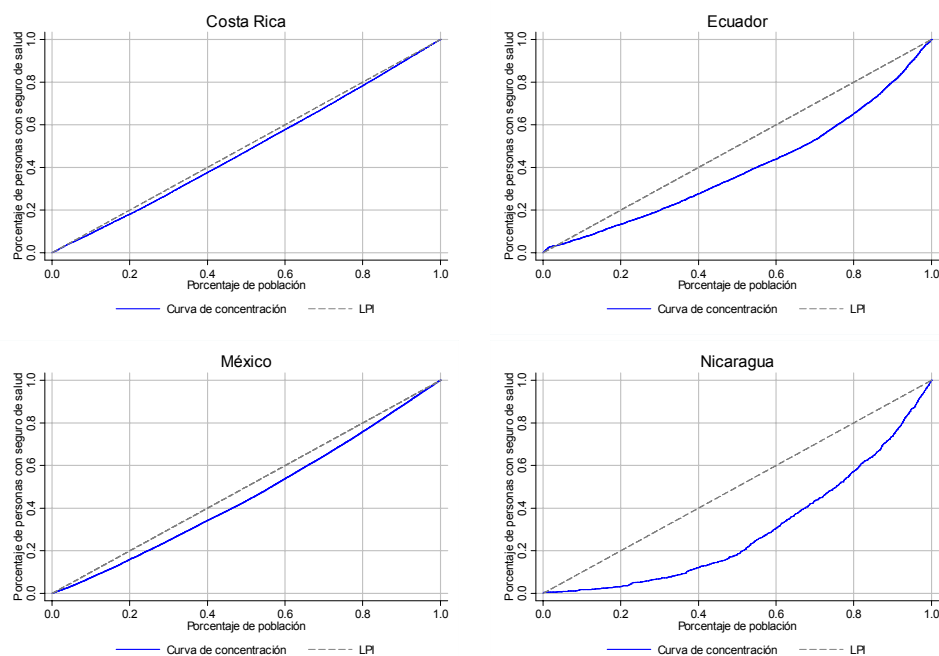 Costa Rica
Porcentaje de personas con seguro de salud
1.0
0.8
0.6
0.4
0.2
0.0
0.0 0.2 0.4 0.6 0.8 1.0
Porcentaje de población
Curva de concentración LPI
Ecuador
Porcentaje de personas con seguro de salud
1.0
0.8
0.6
0.4
0.2
0.0
0.0 0.2 0.4 0.6 0.8 1.0
Porcentaje de población
Curva de concentración LPI
México
Porcentaje de personas con seguro de salud
1.0
0.8
0.6
0.4
0.2
0.0
0.0 0.2 0.4 0.6 0.8 1.0
Porcentaje de población
Curva de concentración LPI
Nicaragua
Porcentaje de personas con seguro de salud
1.0
0.8
0.6
0.4
0.2
0.0
0.0 0.2 0.4 0.6 0.8 1.0
Porcentaje de población
Curva de concentración LPI